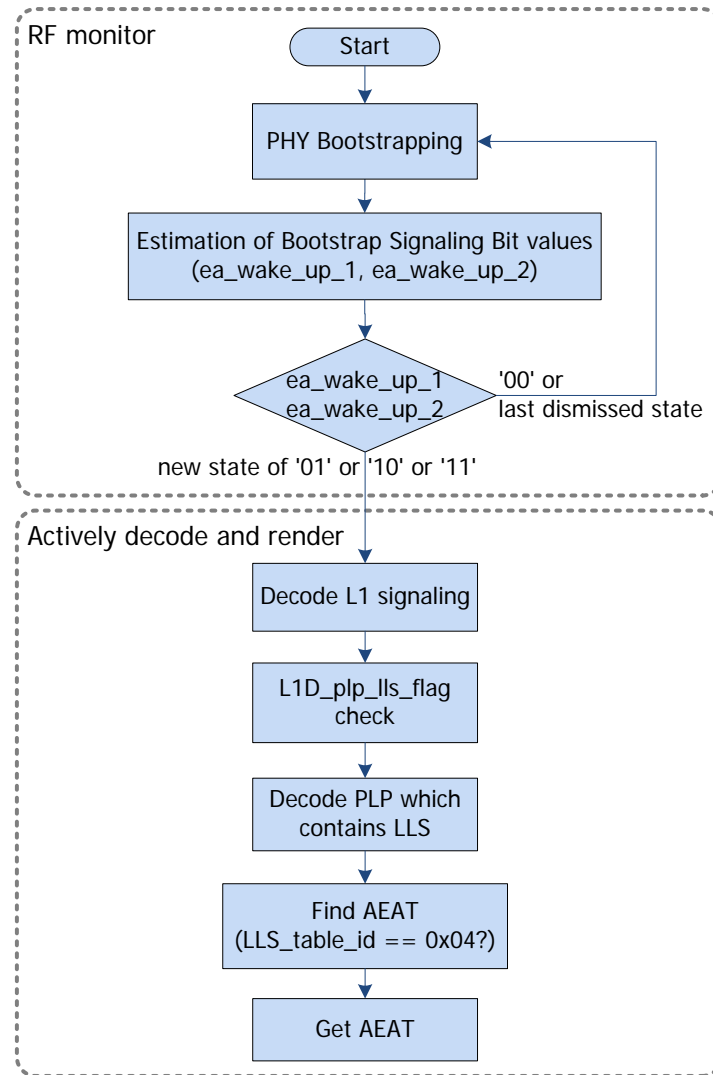 RF monitor
Start
PHY Bootstrapping
Estimation of Bootstrap Signaling Bit values
(ea_wake_up_1, ea_wake_up_2)
ea_wake_up_1
ea_wake_up_2
'00' or
last dismissed state
new state of '01' or '10' or '11'
Actively decode and render
Decode L1 signaling
L1D_plp_lls_flag
check
Decode PLP which
contains LLS
Find AEAT
(LLS_table_id == 0x04?)
Get AEAT